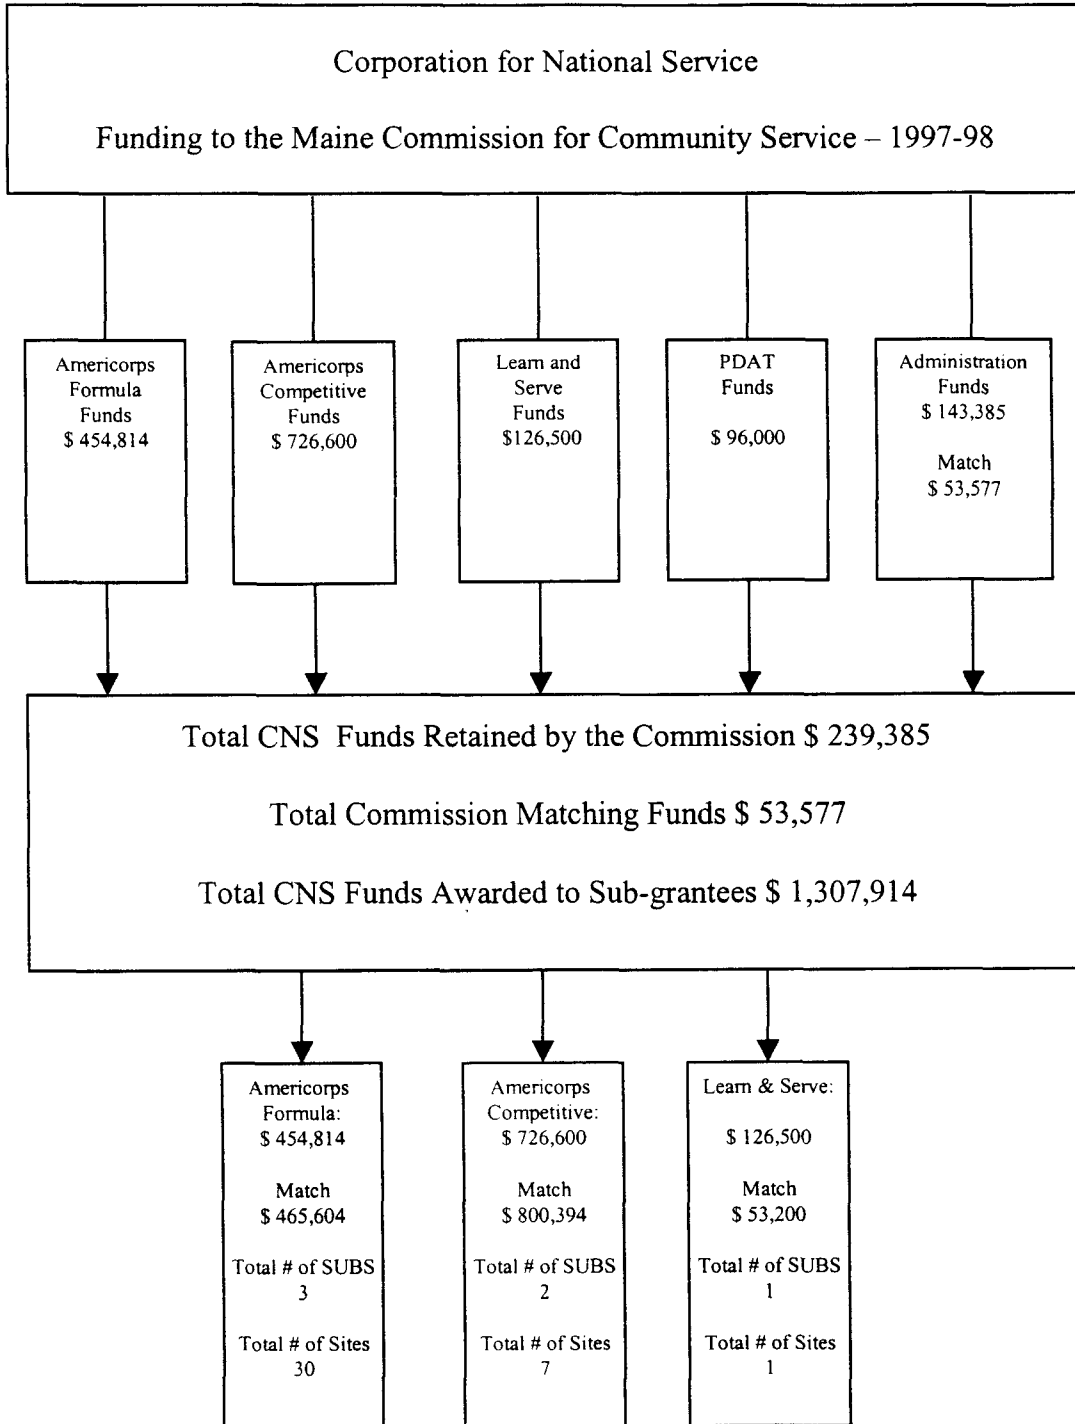 Corporation for National Service
Funding to the Maine Commission for Community Service – 1997-98
Americorps
Formula
Funds
$ 454,814
Americorps
Competitive
Funds
$ 726,600
Learn and
Serve
Funds
$126,500
PDAT
Funds
$ 96,000
Administration
Funds
$ 143,385
Match
$ 53,577
Total CNS Funds Retained by the Commission $ 239,385
Total Commission Matching Funds $ 53,577
Total CNS Funds Awarded to Sub-grantees $ 1,307,914
Americorps
Formula:
$ 454,814
Match
$ 465,604
Total # of SUBS
3
Total # of Sites
30
Americorps
Competitive:
$ 726,600
Match
$ 800,394
Total # of SUBS
2
Total # of Sites
7
Learn & Serve:
$ 126,500
Match
$ 53,200
Total # of SUBS
1
Total # of Sites
1